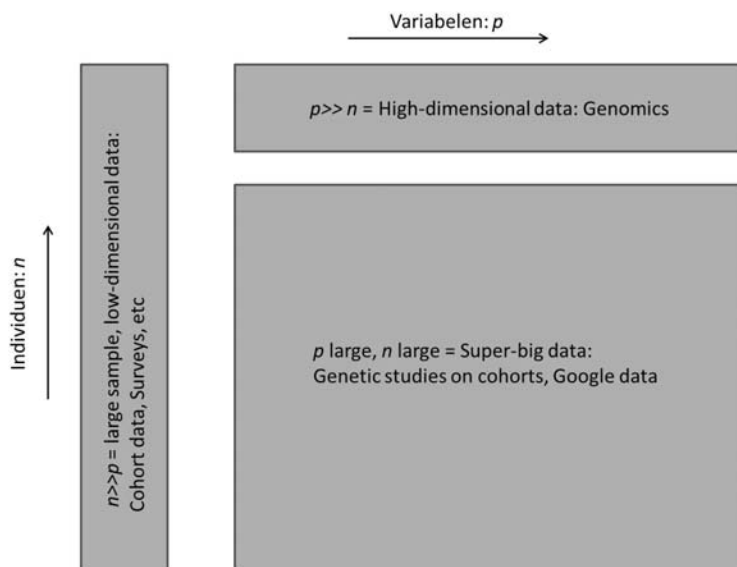 Variabelen: p
p>> n = High-dimensional data: Genomics
Individuen: n
n>>p = large sample, low-dimensional data:
Cohort data, Surveys, etc
p large, n large = Super-big data:
Genetic studies on cohorts, Google data